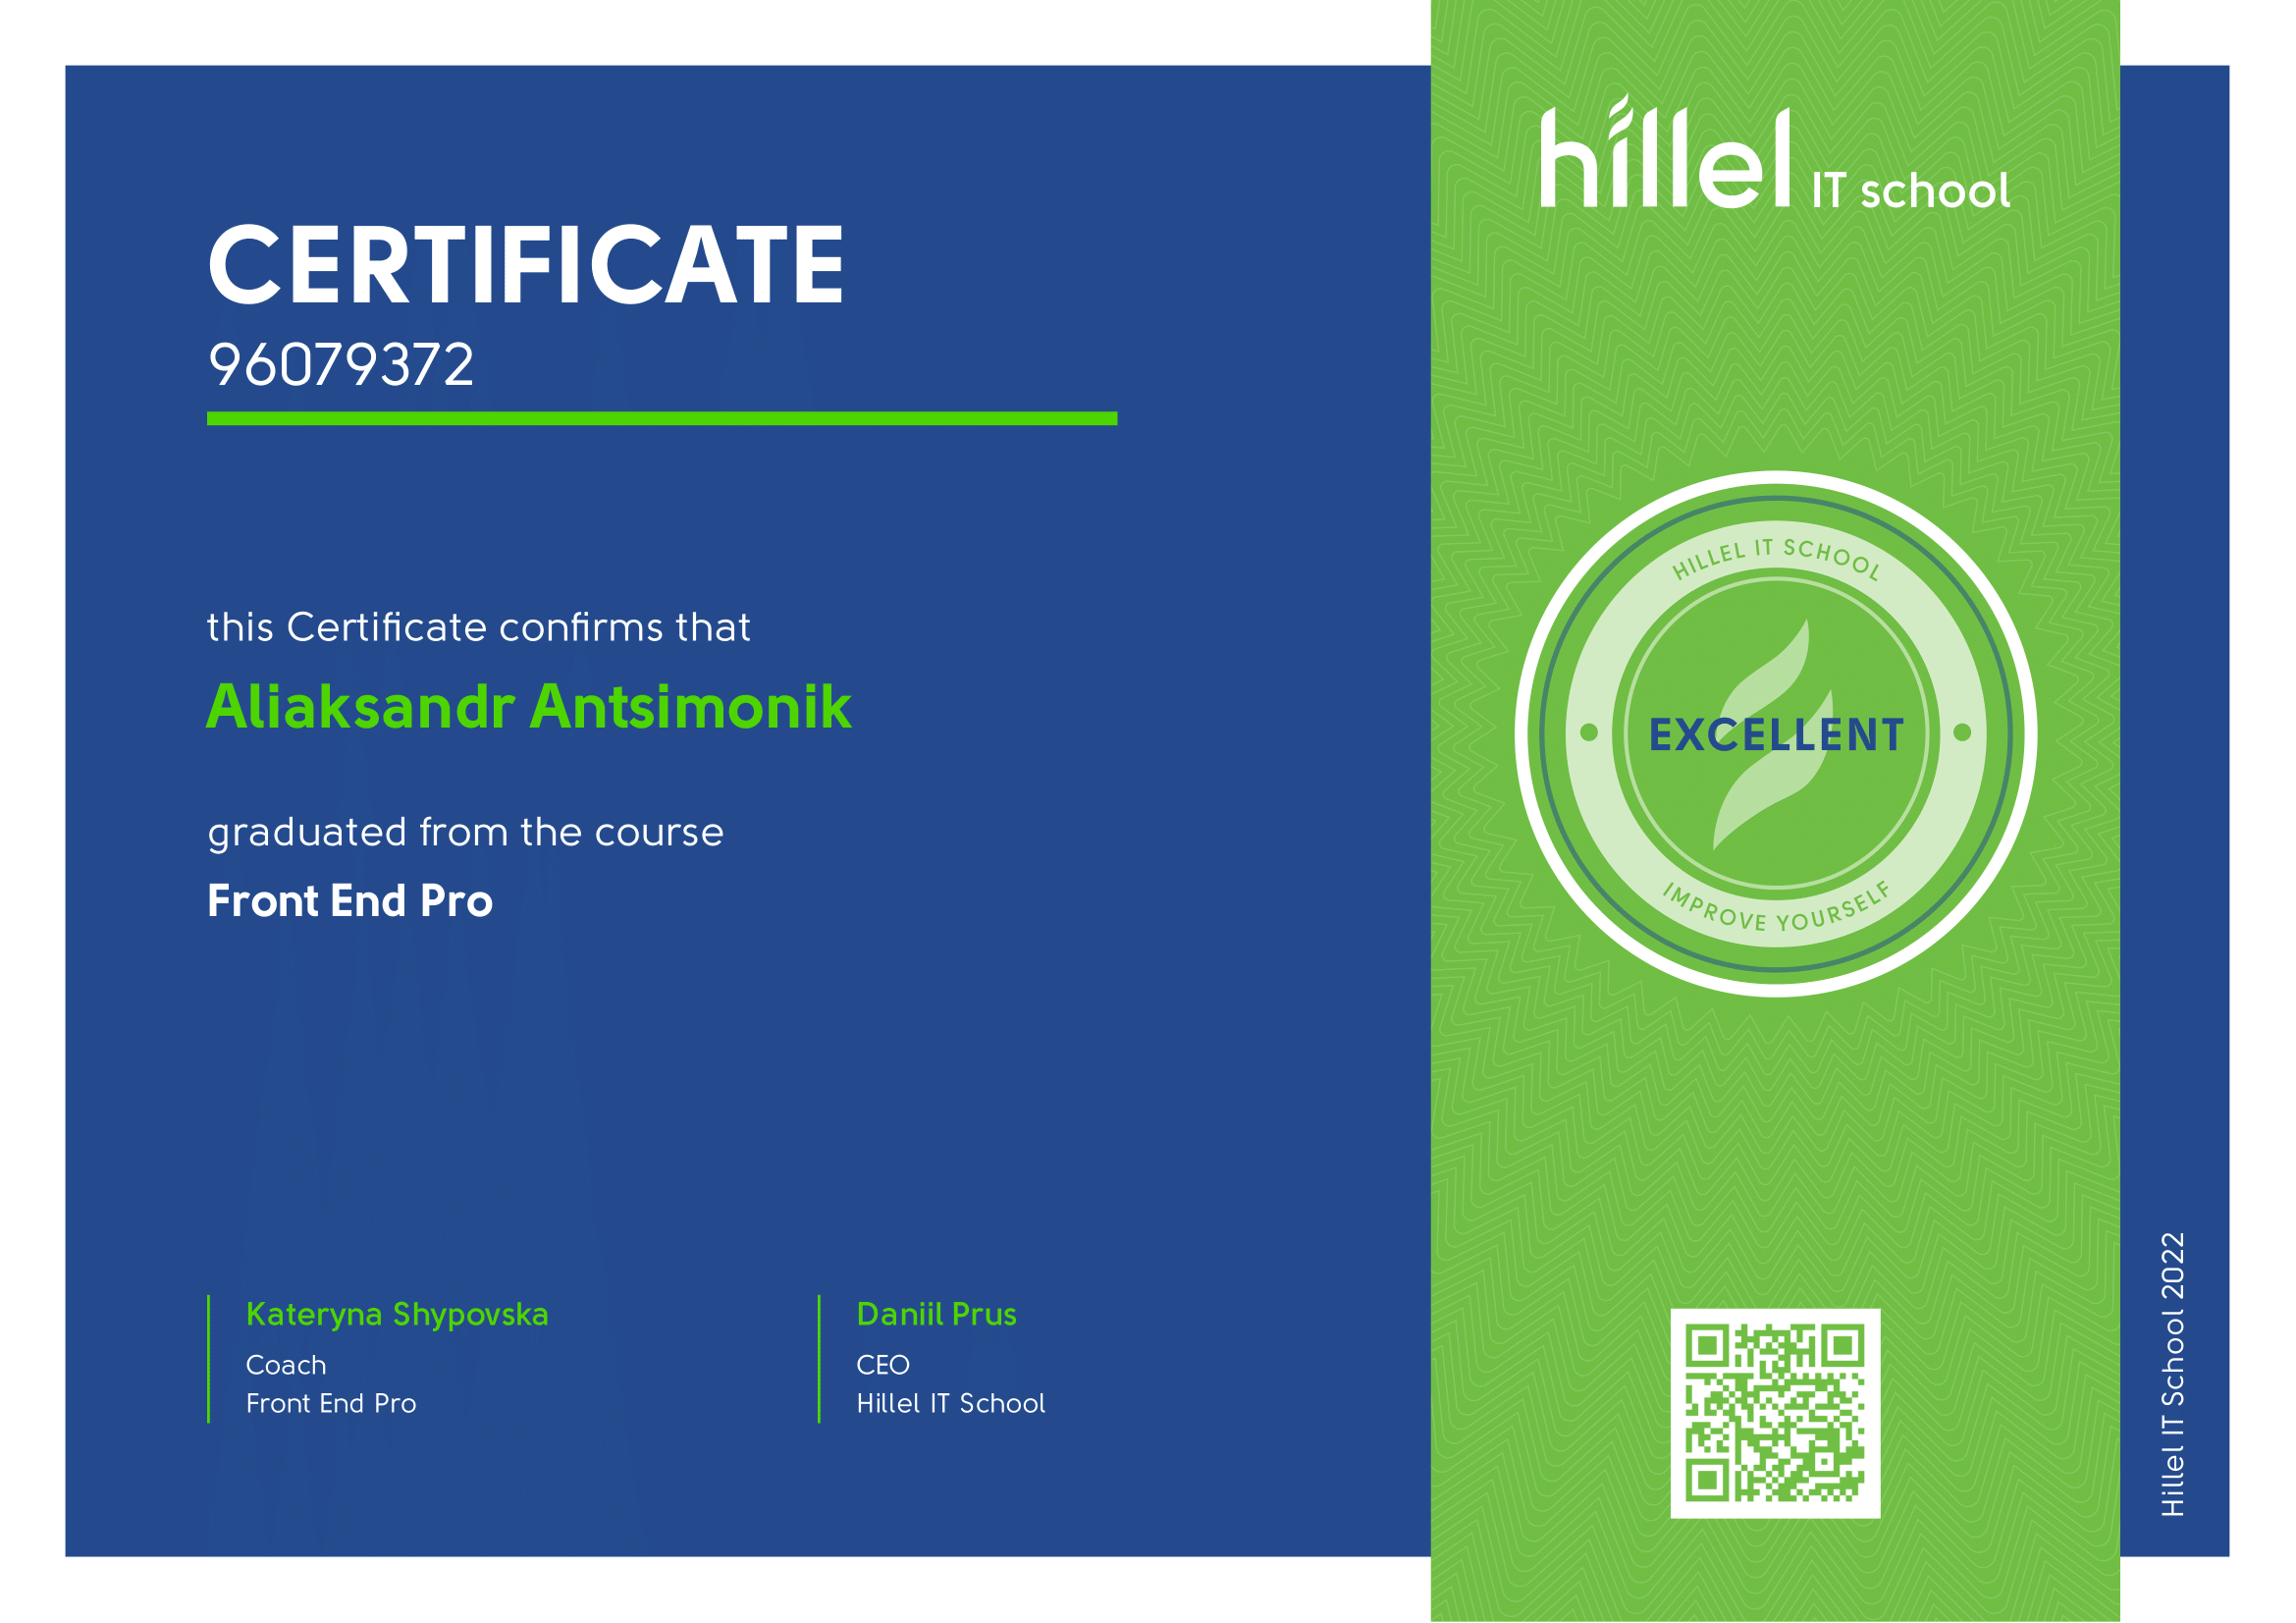 CERTIFICATE
96079372
this Certificate confirms that
Aliaksandr Antsimonik
graduated from the course
Front End Pro
Kateryna Shypovska
Coach
Front End Pro
Daniil Prus
CEO
Hillel IT School
hillel IT school
HILLEL IT SCHOOL
EXCELLENT
IMPROVE YOURSELF
Hillel IT School 2022